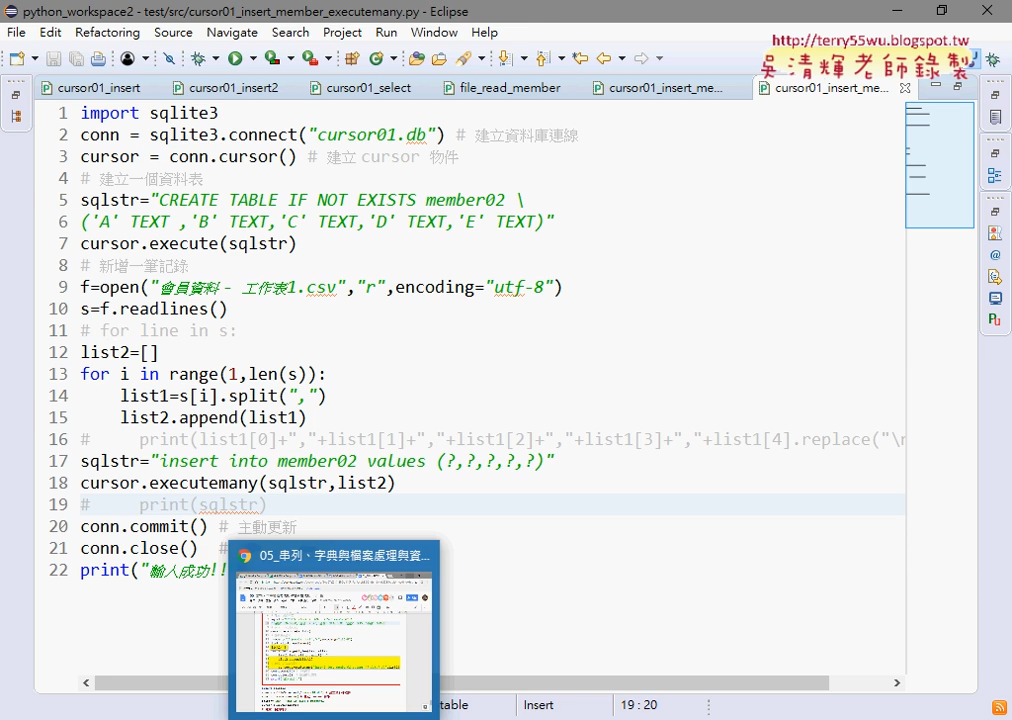 python_workspace2 - test/src/cursor01_insert_member_executemany.py - Eclipse
File Edit Refactoring Source Navigate Search Project Run Window Help
http://terry55wu.blogspot.tw
吳清輝老師錄製
cursor01_insert cursor01_insert2 cursor01_select file_read_member cursor01_insert_me... cursor01_insert_me...
1 import sqlite3
2 conn = sqlite3.connect("cursor01.db") # 建立資料庫連線
3 cursor = conn.cursor() # 建立 cursor 物件
4 # 建立一個資料表
5 sqlstr="CREATE TABLE IF NOT EXISTS member02 \
6 ('A' TEXT ,'B' TEXT,'C' TEXT,'D' TEXT,'E' TEXT)"
7 cursor.execute(sqlstr)
8 # 新增一筆記錄
9 f=open("會員資料 - 工作表1.csv","r",encoding="utf-8")
10 s=f.readlines()
11 # for line in s:
12 list2=[]
13 for i in range(1,len(s)):
14 list1=s[i].split(",")
15 list2.append(list1)
16 # print(list1[0]+","+list1[1]+","+list1[2]+","+list1[3]+","+list1[4].replace("\n
17 sqlstr="insert into member02 values (?,?,?,?,?)"
18 cursor.executemany(sqlstr,list2)
19 # print(sqlstr)
20 conn.commit() # 主動更新
21 conn.close() #
22 print("輸入成功!!
05_串列、字典與檔案處理與資...
table Insert 19 : 20